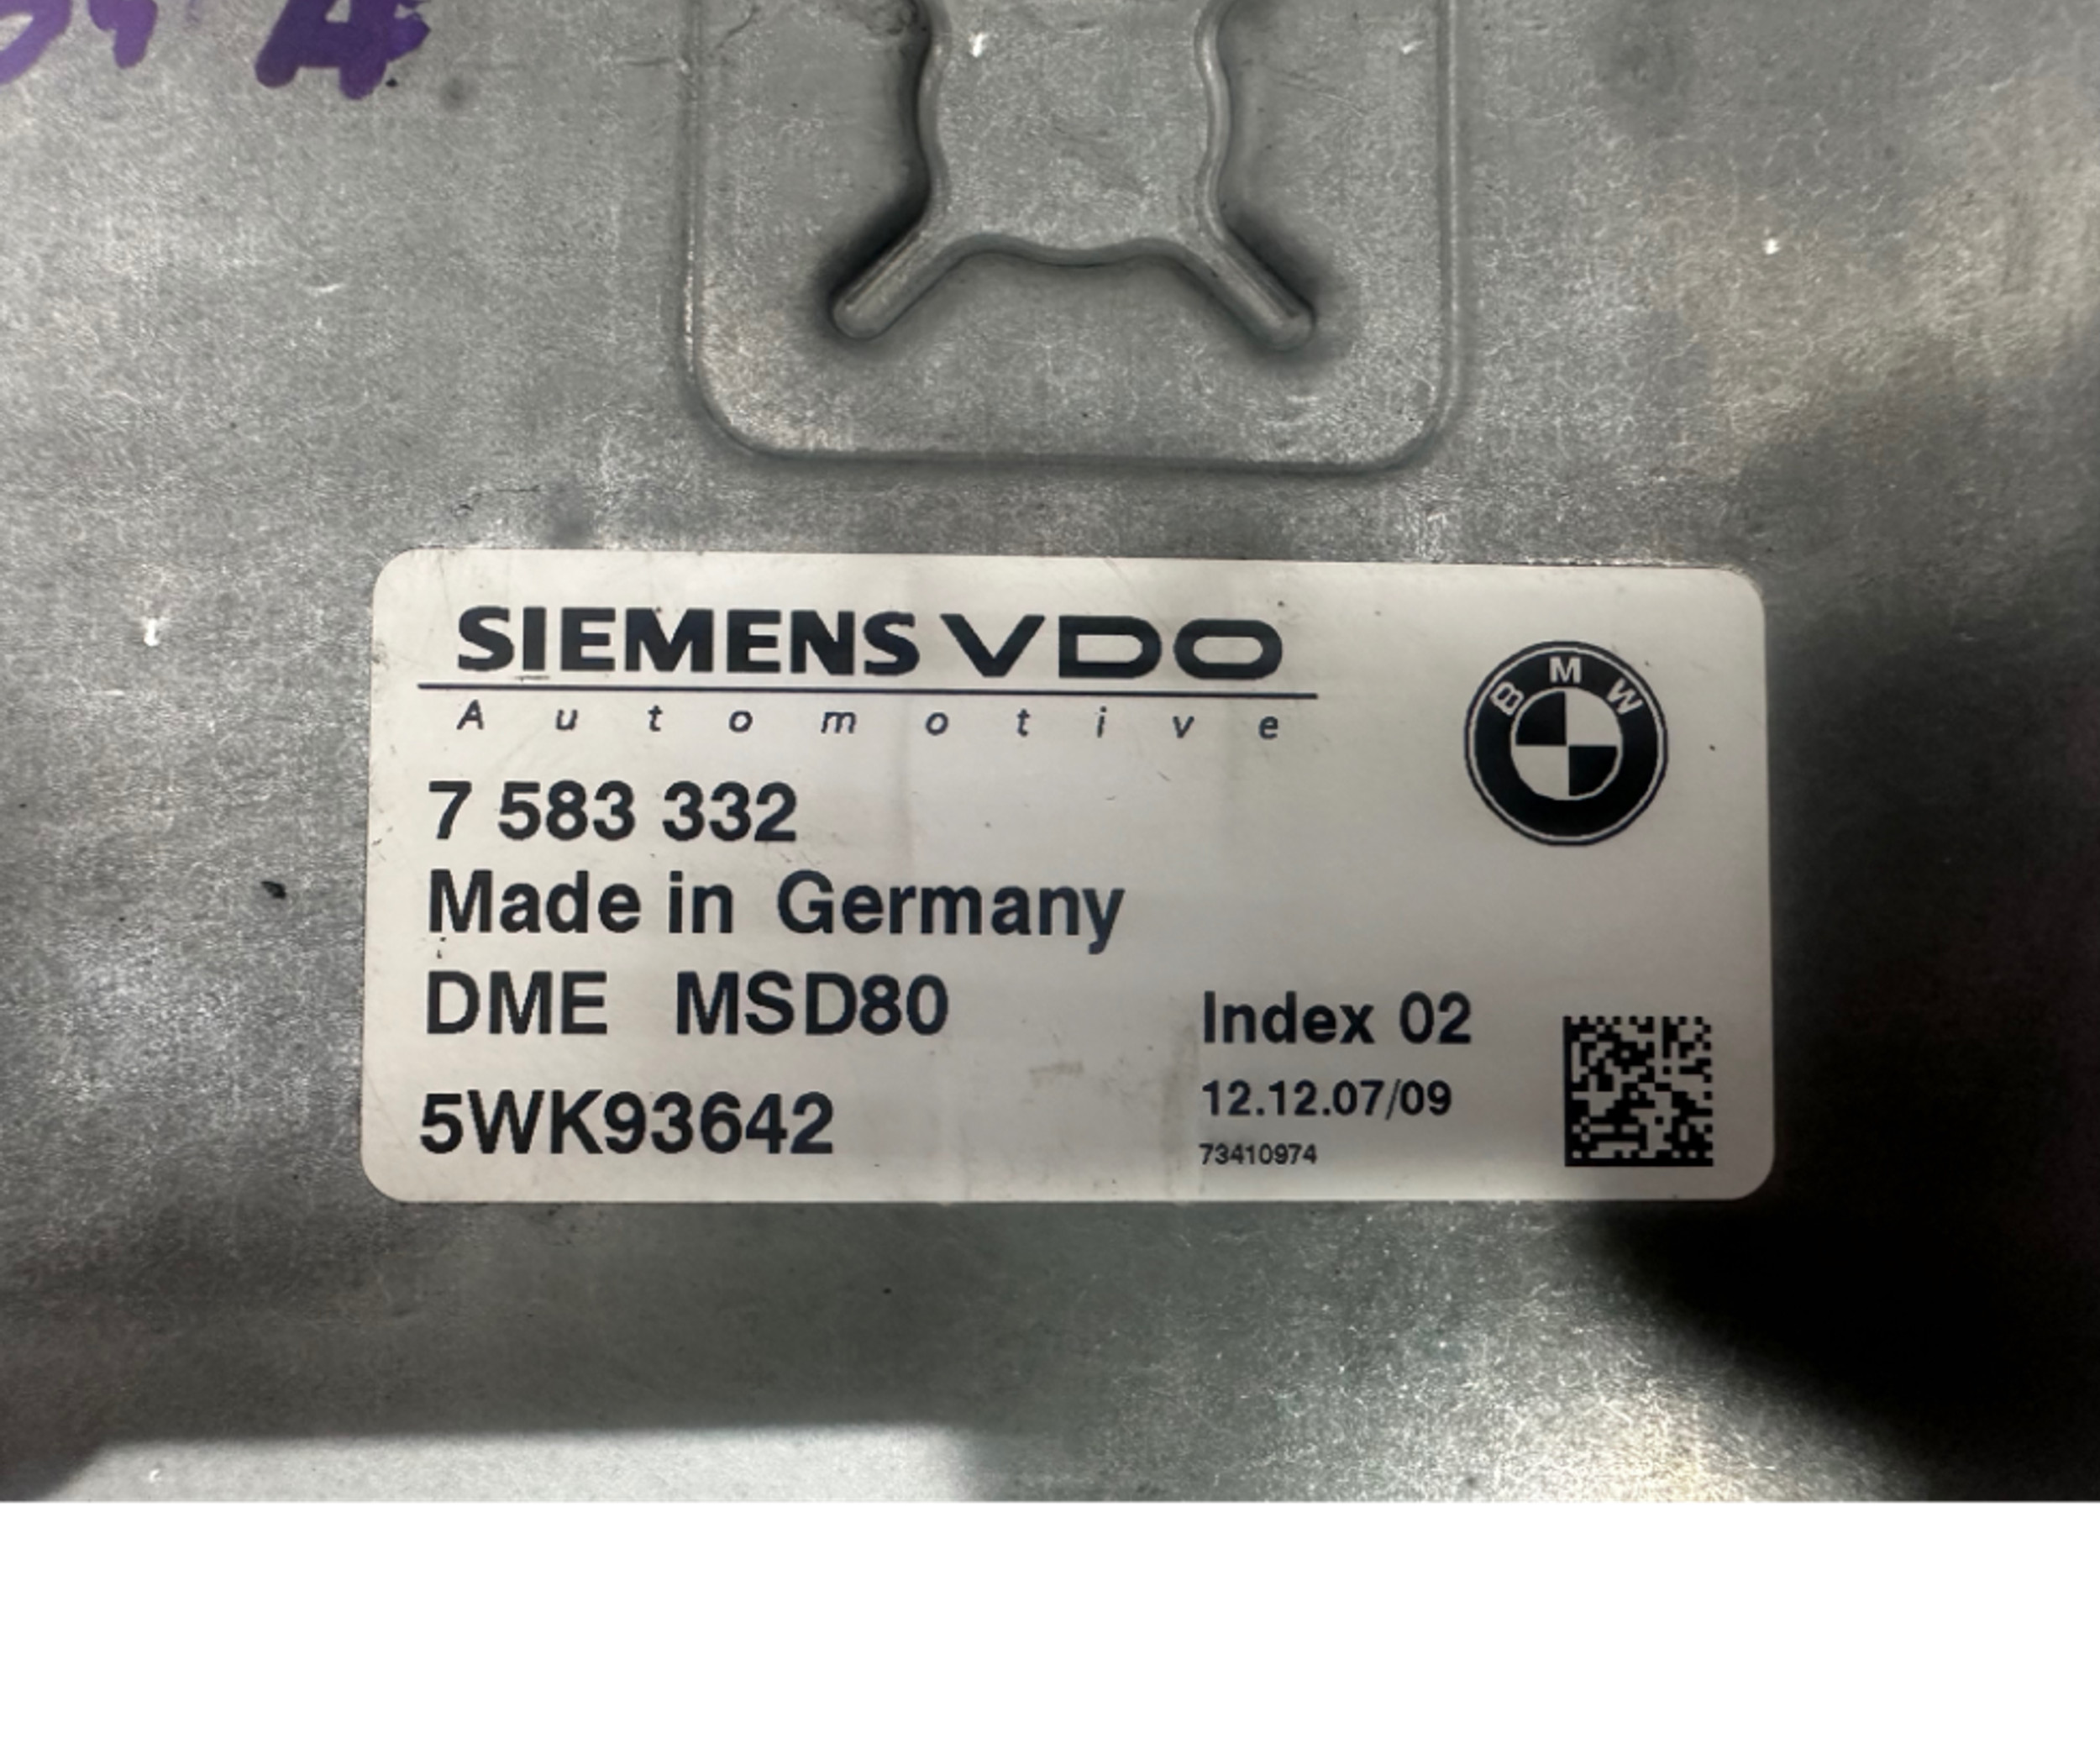 SIEMENS VDO
Automotive
BMW
7 583 332
Made in Germany
DME MSD80
Index 02
12.12.07/09
5WK93642
73410974